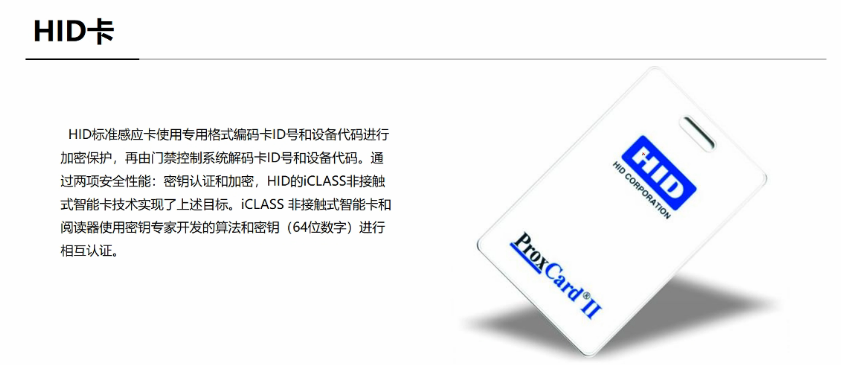 HID卡
HID标准感应卡使用专用格式编码卡ID号和设备代码进行
加密保护，再由门禁控制系统解码卡ID号和设备代码。通
过两项安全性能：密钥认证和加密，HID的iCLASS非接触
式智能卡技术实现了上述目标。iCLASS 非接触式智能卡和
阅读器使用密钥专家开发的算法和密钥（64位数字）进行
相互认证。
HID
HID CORPORATION
ProxCard® II